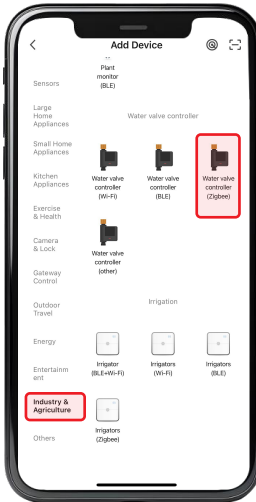 Add Device
Plant
monitor
(BLE)
Sensors
Large
Home
Appliances
Water valve controller
Small Home
Appliances
Kitchen
Appliances
Water valve
controller
(Wi-Fi)
Water valve
controller
(BLE)
Water valve
controller
(Zigbee)
Exercise
& Health
Camera
& Lock
Water valve
controller
(other)
Gateway
Control
Outdoor
Travel
Irrigation
Energy
Entertainm
ent
Irrigator
(BLE+Wi-Fi)
Irrigators
(Wi-Fi)
Irrigators
(BLE)
Industry &
Agriculture
Irrigators
(Zigbee)
Others